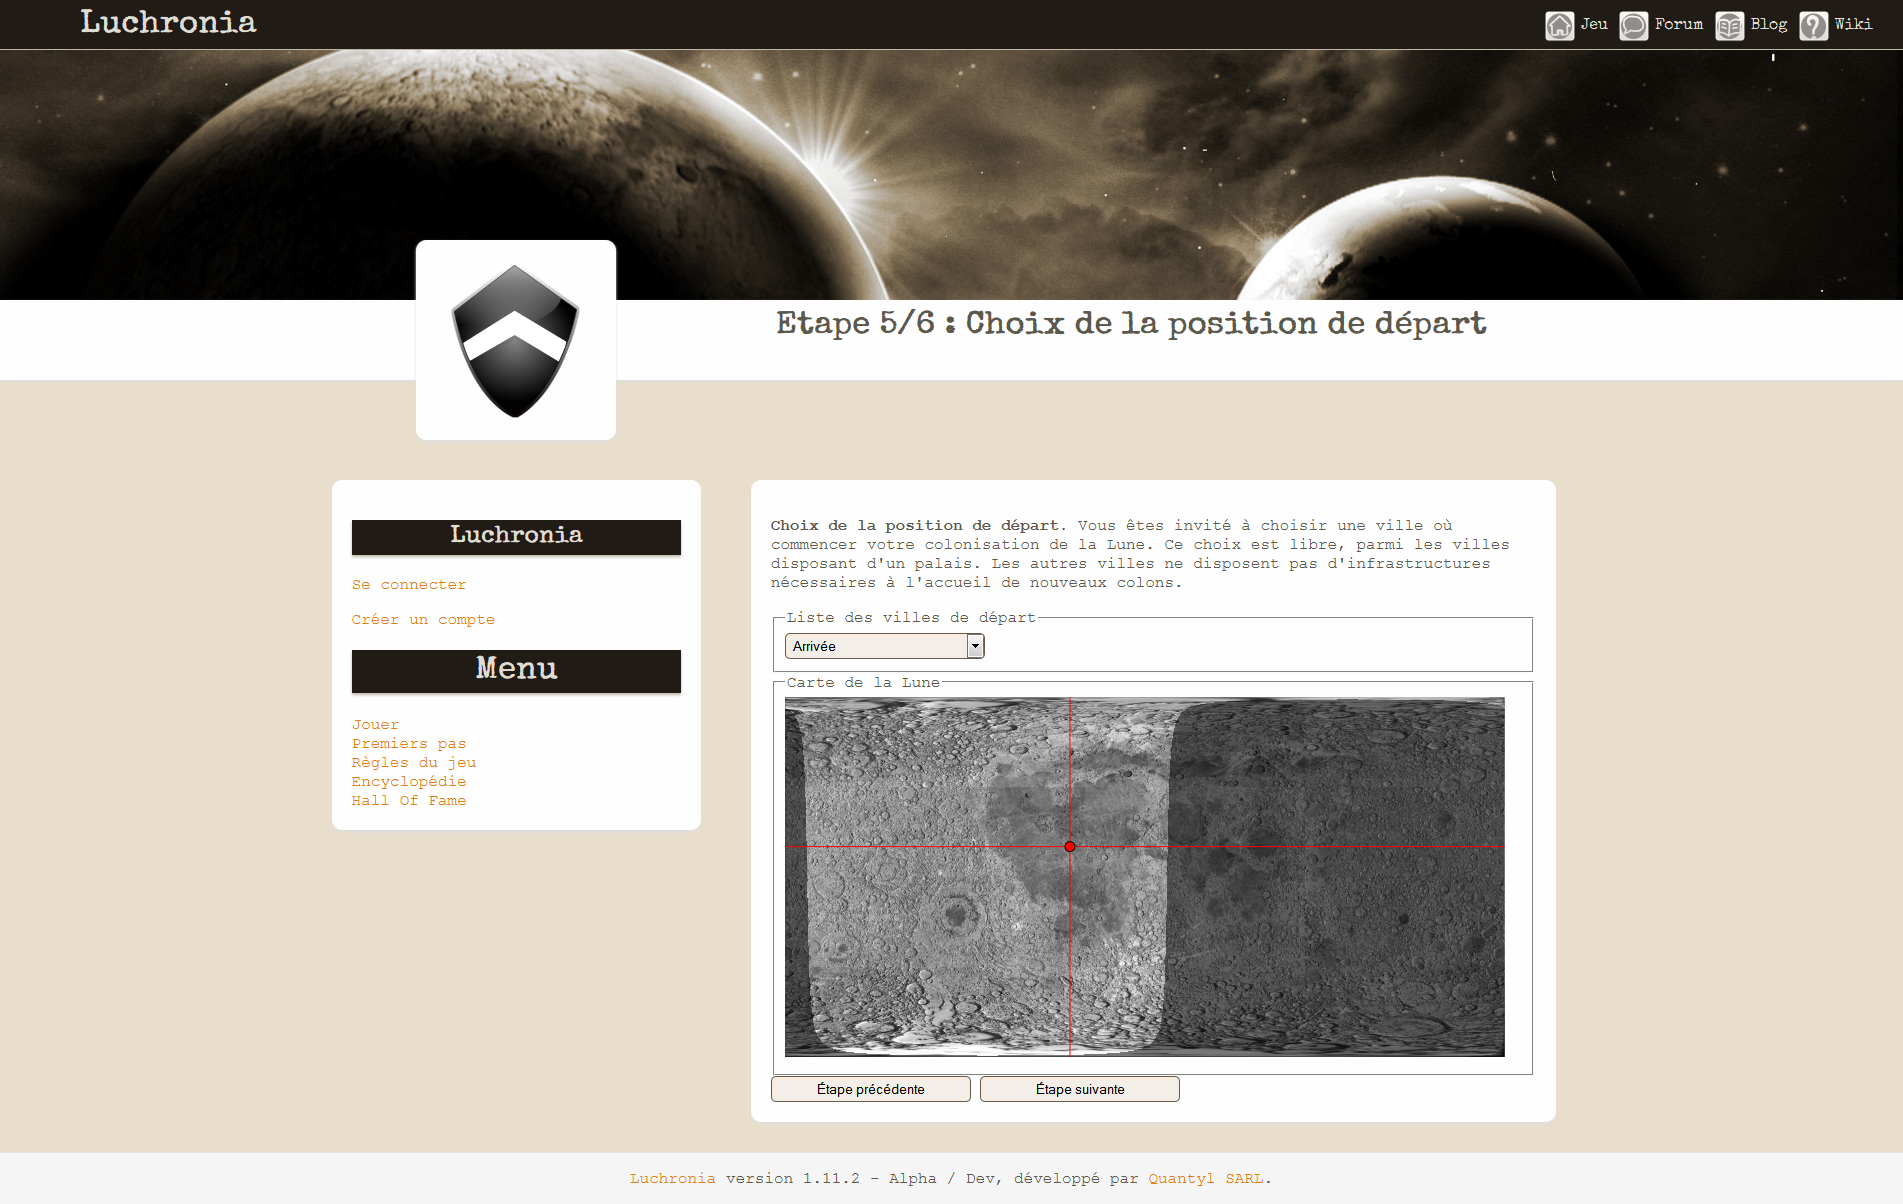 Luchronia
Jeu
Forum
Blog
Wiki
Etape 5/6 : Choix de la position de départ
Luchronia
Se connecter
Créer un compte
Menu
Jouer
Premiers pas
Règles du jeu
Encyclopédie
Hall Of Fame
Choix de la position de départ. Vous êtes invité à choisir une ville où
commencer votre colonisation de la Lune. Ce choix est libre, parmi les villes
disposant d'un palais. Les autres villes ne disposent pas d'infrastructures
nécessaires à l'accueil de nouveaux colons.
Liste des villes de départ
Arrivée
Carte de la Lune
Étape précédente
Étape suivante
Luchronia version 1.11.2 - Alpha / Dev, développé par Quantyl SARL.